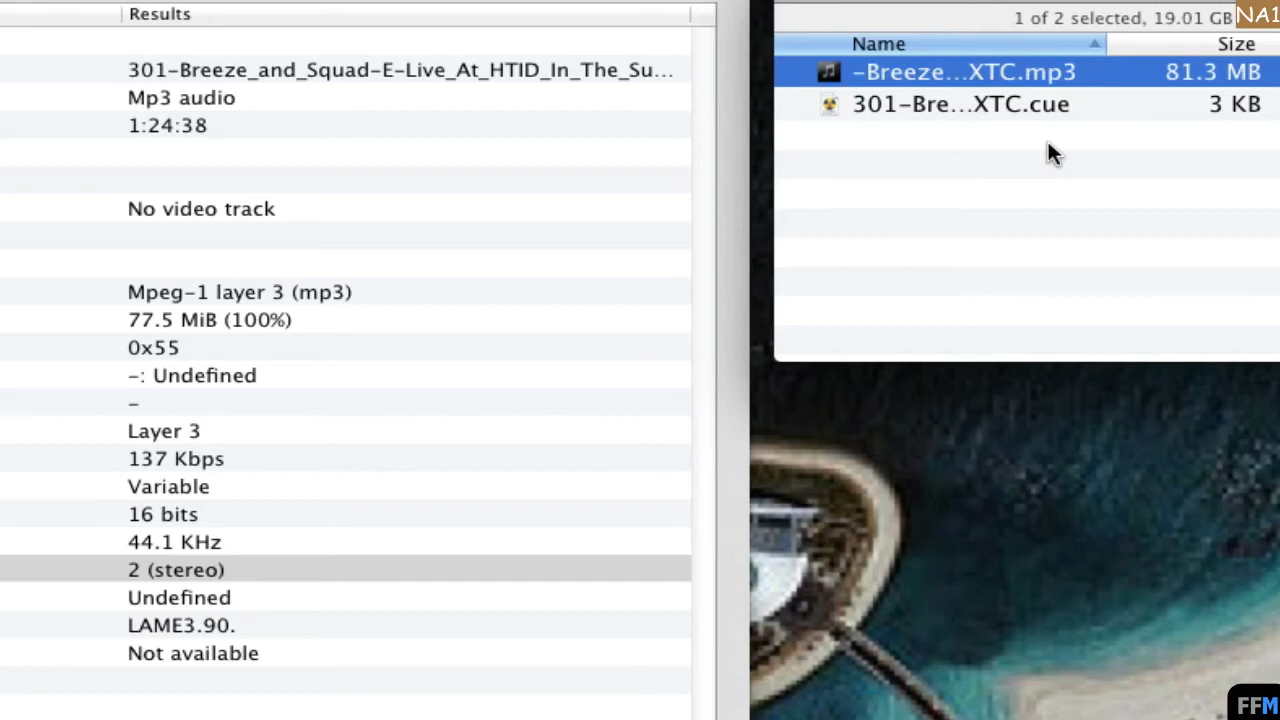 Results
301-Breeze_and_Squad-E-Live_At_HTID_In_The_Su...
Mp3 audio
1:24:38
No video track
Mpeg-1 layer 3 (mp3)
77.5 MiB (100%)
0x55
-: Undefined
-
Layer 3
137 Kbps
Variable
16 bits
44.1 KHz
2 (stereo)
Undefined
LAME3.90.
Not available
1 of 2 selected, 19.01 GB
NA1
Name Size
-Breeze...XTC.mp3 81.3 MB
301-Bre...XTC.cue 3 KB
FFM